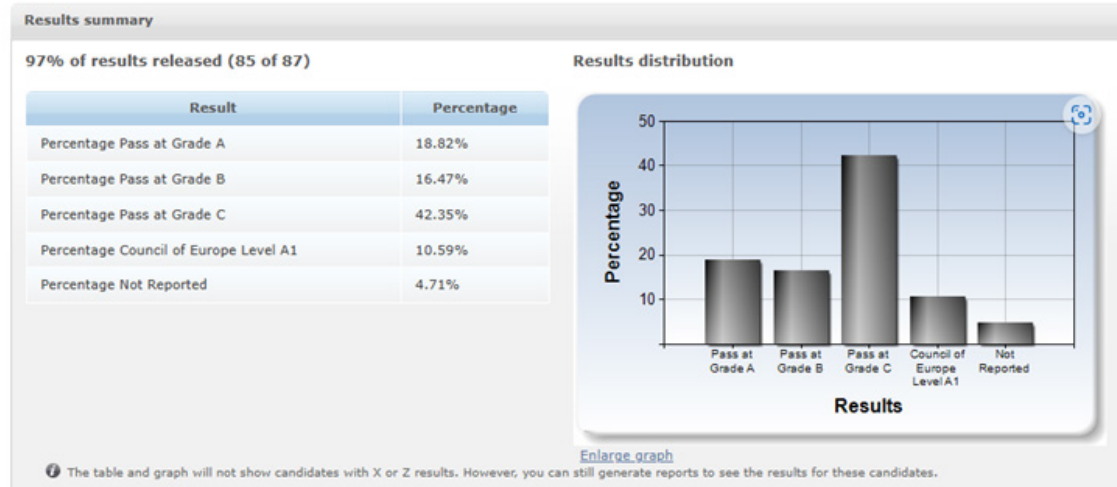 Results summary
97% of results released (85 of 87)
Result Percentage
Percentage Pass at Grade A 18.82%
Percentage Pass at Grade B 16.47%
Percentage Pass at Grade C 42.35%
Percentage Council of Europe Level A1 10.59%
Percentage Not Reported 4.71%
Results distribution
50
40
30
20
10
Percentage
Pass at Grade A
Pass at Grade B
Pass at Grade C
Council of Europe Level A1
Not Reported
Results
Enlarge graph
The table and graph will not show candidates with X or Z results. However, you can still generate reports to see the results for these candidates.